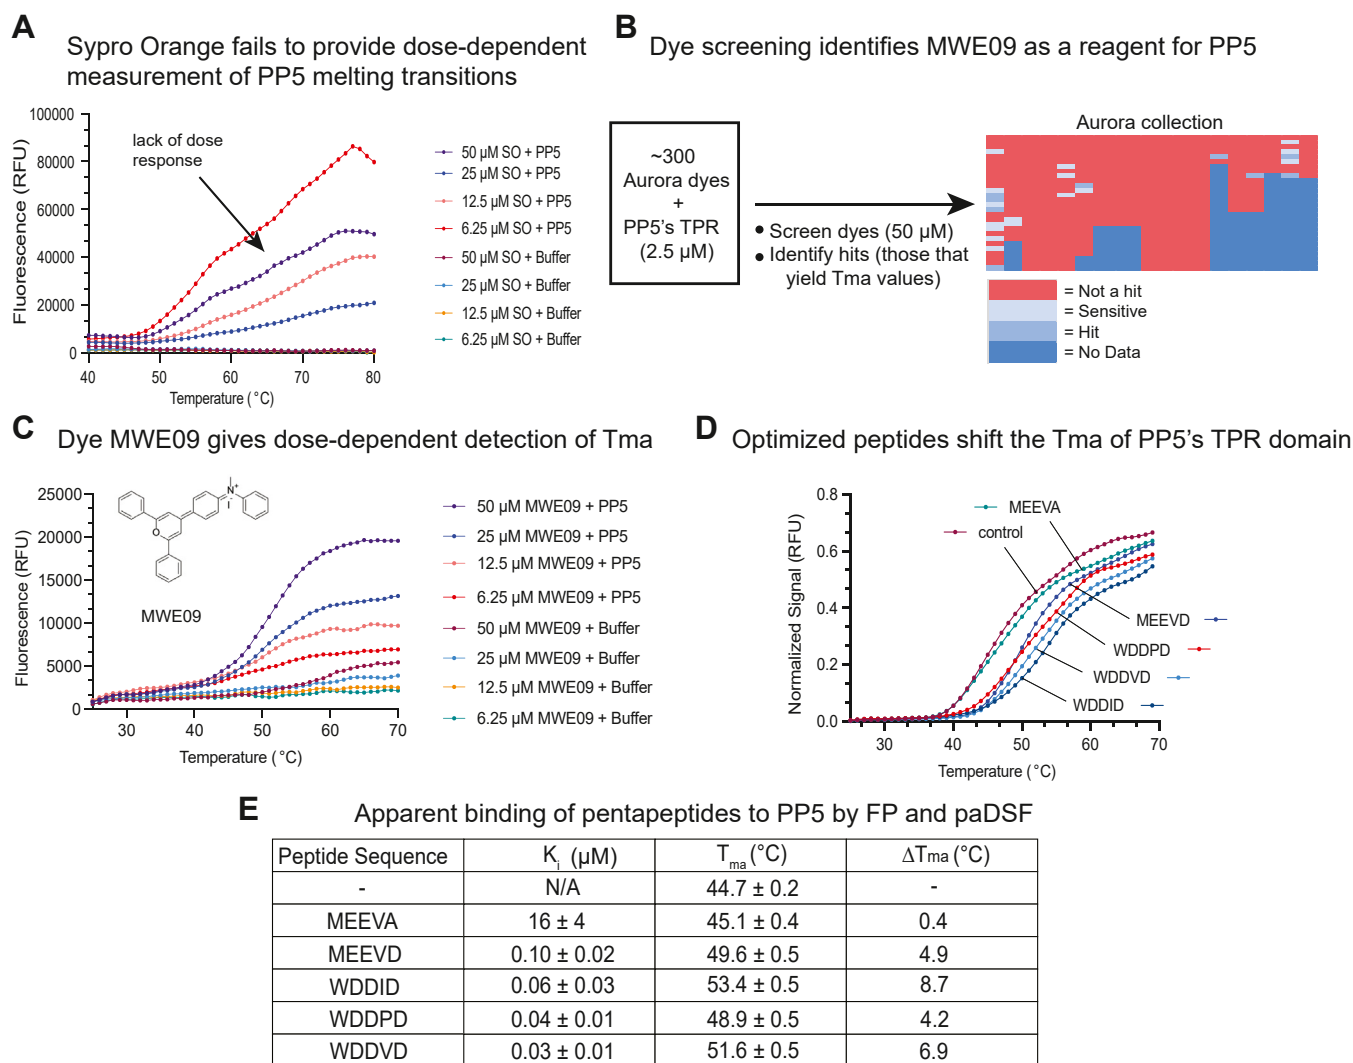 A
Sypro Orange fails to provide dose-dependent
measurement of PP5 melting transitions
100000
80000
60000
40000
20000
0
Fluorescence (RFU)
40
50
60
70
80
Temperature (°C)
lack of dose
response
50 µM SO + PP5
25 µM SO + PP5
12.5 µM SO + PP5
6.25 µM SO + PP5
50 µM SO + Buffer
25 µM SO + Buffer
12.5 µM SO + Buffer
6.25 µM SO + Buffer
B
Dye screening identifies MWE09 as a reagent for PP5
~300
Aurora dyes
+
PP5's TPR
(2.5 µM)
• Screen dyes (50 µM)
• Identify hits (those that
yield Tma values)
Aurora collection
= Not a hit
= Sensitive
= Hit
= No Data
C
Dye MWE09 gives dose-dependent detection of Tma
25000
20000
15000
10000
5000
0
Fluorescence (RFU)
30
40
50
60
70
Temperature (°C)
N+
O
MWE09
50 µM MWE09 + PP5
25 µM MWE09 + PP5
12.5 µM MWE09 + PP5
6.25 µM MWE09 + PP5
50 µM MWE09 + Buffer
25 µM MWE09 + Buffer
12.5 µM MWE09 + Buffer
6.25 µM MWE09 + Buffer
D
Optimized peptides shift the Tma of PP5's TPR domain
0.8
0.6
0.4
0.2
0.0
Normalized Signal (RFU)
30
40
50
60
70
Temperature (°C)
MEEVA
control
MEEVD
WDDPD
WDDVD
WDDID
E
Apparent binding of pentapeptides to PP5 by FP and paDSF
Peptide Sequence Ki (µM) Tma (°C) ΔTma (°C)
- N/A 44.7 ± 0.2 -
MEEVA 16 ± 4 45.1 ± 0.4 0.4
MEEVD 0.10 ± 0.02 49.6 ± 0.5 4.9
WDDID 0.06 ± 0.03 53.4 ± 0.5 8.7
WDDPD 0.04 ± 0.01 48.9 ± 0.5 4.2
WDDVD 0.03 ± 0.01 51.6 ± 0.5 6.9